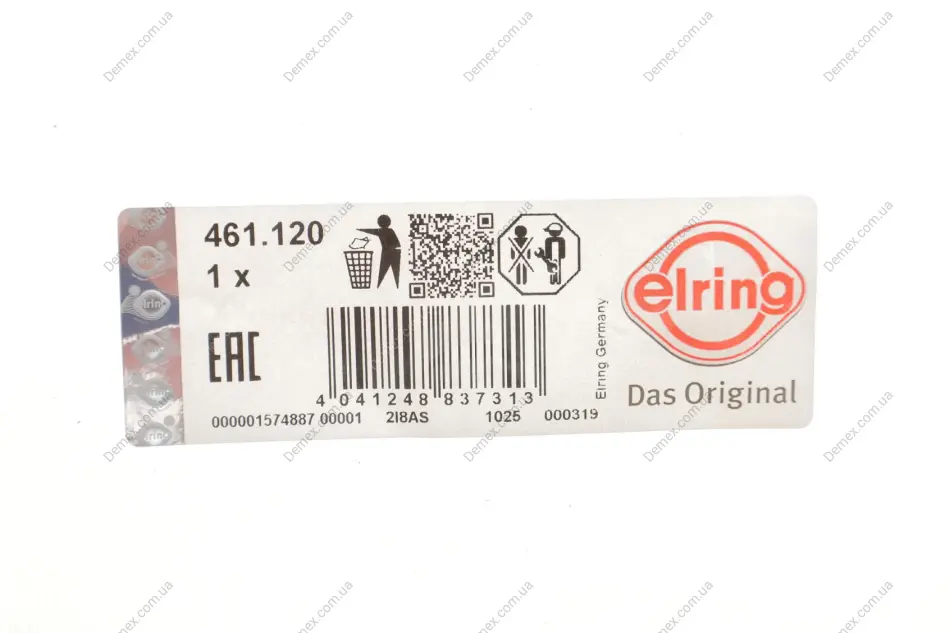 461.120
1 x
EAC
4 041248 837313
000001574887 00001 2I8AS 1025 000319
Elring Germany
elring
Das Original
Demex.com.ua